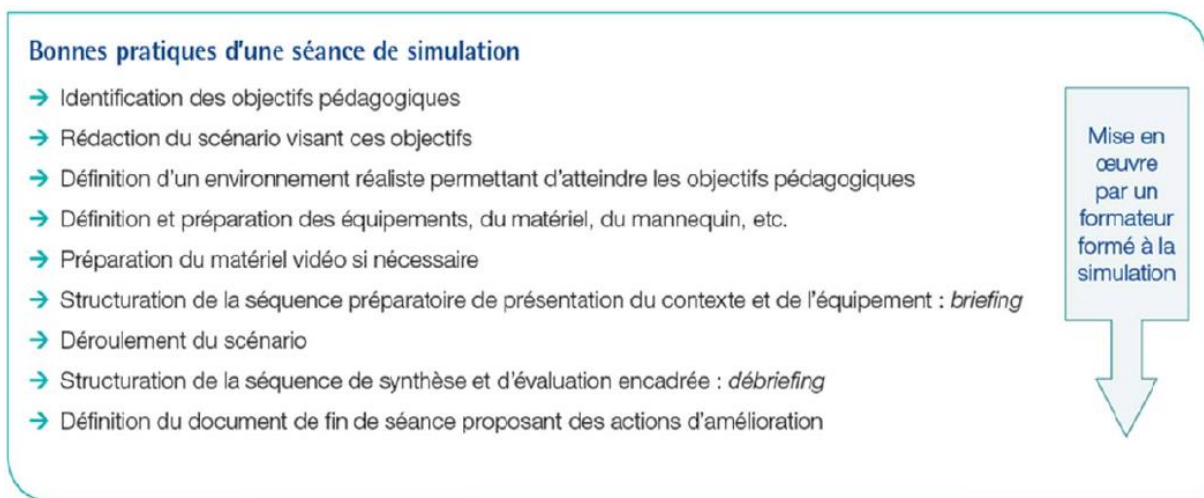 Bonnes pratiques d'une séance de simulation
→ Identification des objectifs pédagogiques
→ Rédaction du scénario visant ces objectifs
→ Définition d'un environnement réaliste permettant d'atteindre les objectifs pédagogiques
→ Définition et préparation des équipements, du matériel, du mannequin, etc.
→ Préparation du matériel vidéo si nécessaire
→ Structuration de la séquence préparatoire de présentation du contexte et de l'équipement : briefing
→ Déroulement du scénario
→ Structuration de la séquence de synthèse et d'évaluation encadrée : débriefing
→ Définition du document de fin de séance proposant des actions d'amélioration
Mise en
œuvre
par un
formateur
formé à la
simulation